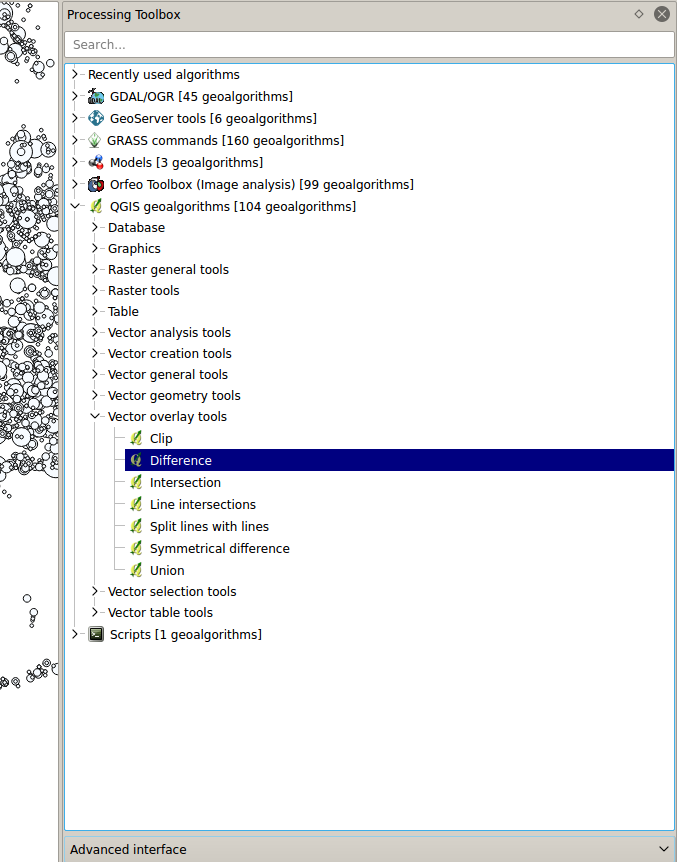 Processing Toolbox
Search...
Recently used algorithms
GDAL/OGR [45 geoalgorithms]
GeoServer tools [6 geoalgorithms]
GRASS commands [160 geoalgorithms]
Models [3 geoalgorithms]
Orfeo Toolbox (Image analysis) [99 geoalgorithms]
QGIS geoalgorithms [104 geoalgorithms]
Database
Graphics
Raster general tools
Raster tools
Table
Vector analysis tools
Vector creation tools
Vector general tools
Vector geometry tools
Vector overlay tools
Clip
Difference
Intersection
Line intersections
Split lines with lines
Symmetrical difference
Union
Vector selection tools
Vector table tools
Scripts [1 geoalgorithms]
Advanced interface